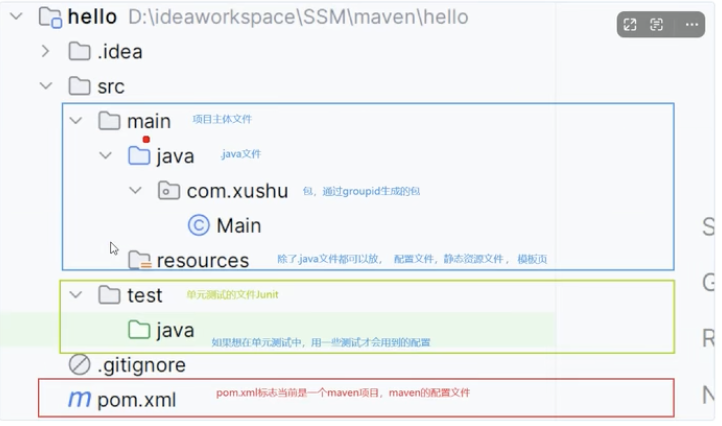 hello D:\ideaworkspace\SSM\maven\hello
.idea
src
main 项目主体文件
java .java文件
com.xushu 包，通过groupid生成的包
Main
resources 除了.java文件都可以放， 配置文件，静态资源文件， 模板页
test 单元测试的文件Junit
java 如果想在单元测试中，用一些测试才会用到的配置
.gitignore
pom.xml pom.xml标志当前是一个maven项目，maven的配置文件